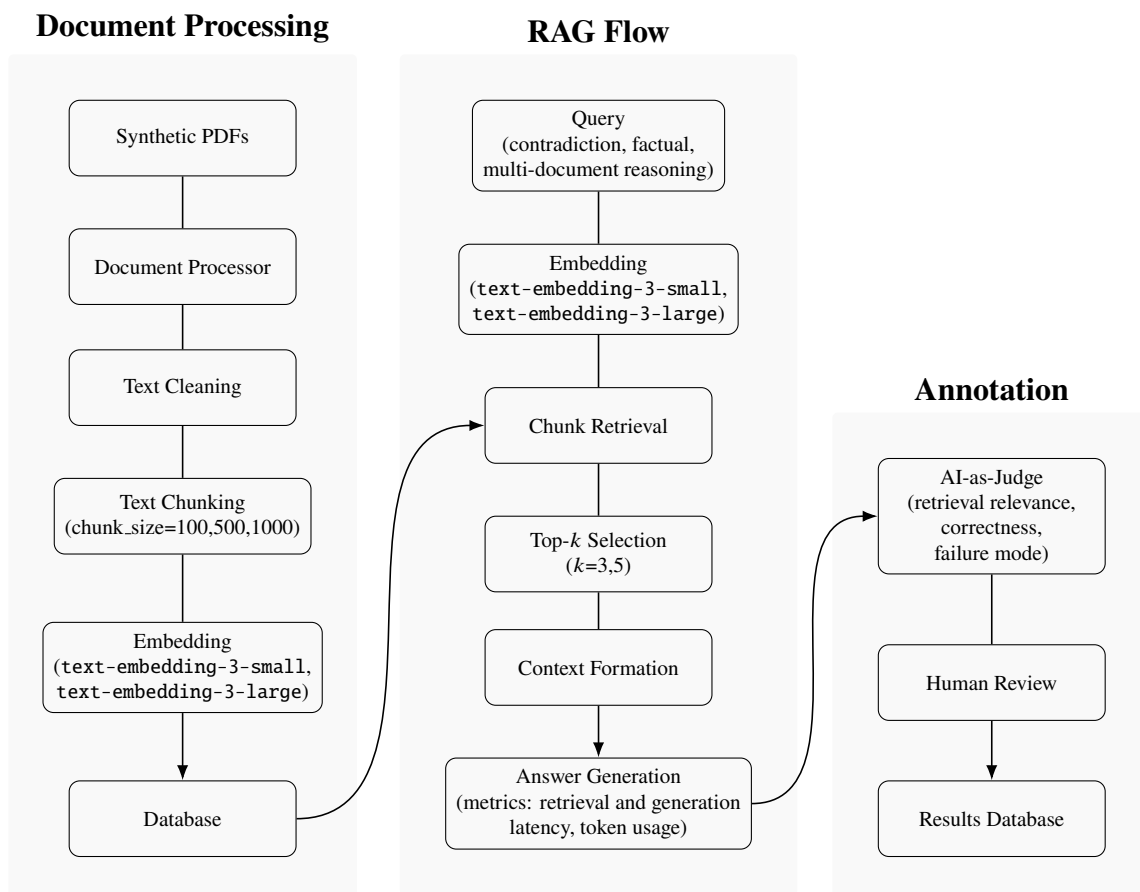 Document Processing
Synthetic PDFs
Document Processor
Text Cleaning
Text Chunking
(chunk_size=100,500,1000)
Embedding
(text-embedding-3-small,
text-embedding-3-large)
Database
RAG Flow
Query
(contradiction, factual,
multi-document reasoning)
Embedding
(text-embedding-3-small,
text-embedding-3-large)
Chunk Retrieval
Top-k Selection
(k=3,5)
Context Formation
Answer Generation
(metrics: retrieval and generation
latency, token usage)
Annotation
AI-as-Judge
(retrieval relevance,
correctness,
failure mode)
Human Review
Results Database